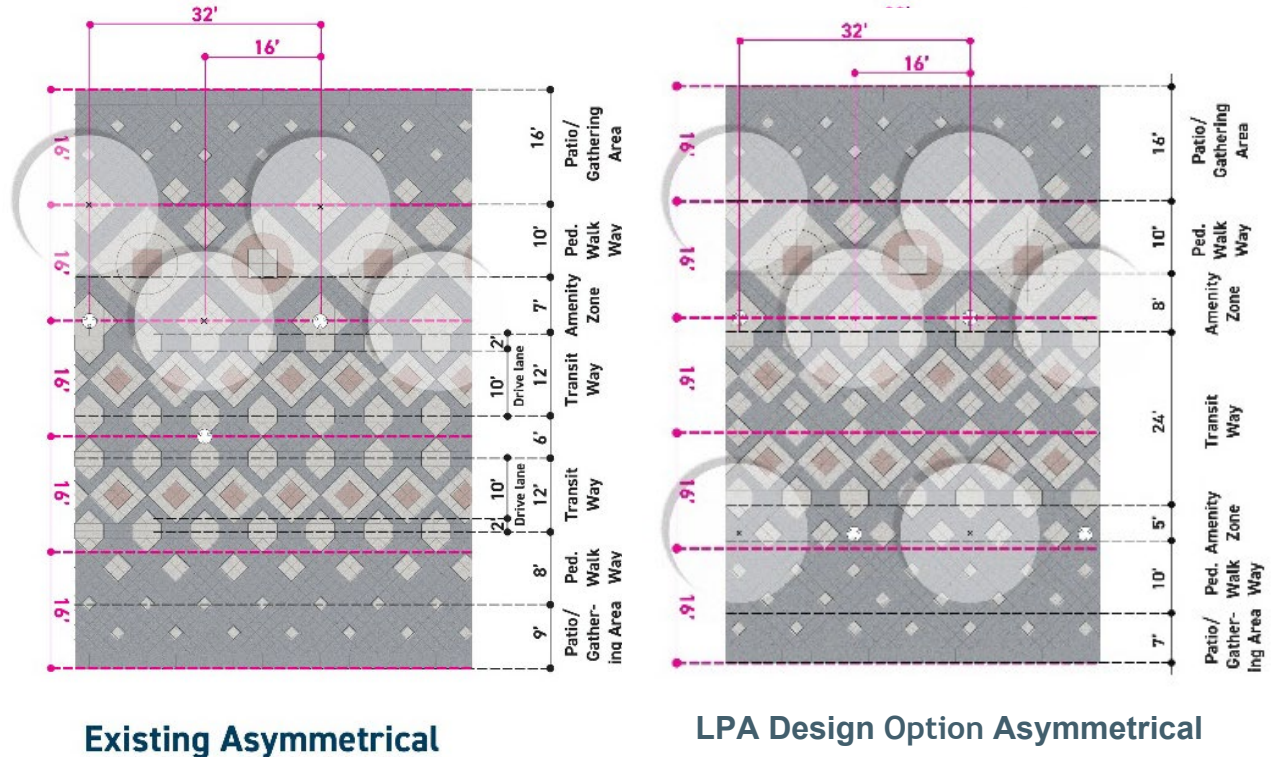 32'
16'
16'
16'
16'
16'
16'
16'
Patio/
Gathering
Area
10'
Ped.
Walk
Way
7'
Amenity
Zone
2'
10'
Drive lane
12'
Transit
Way
6'
10'
Drive lane
12'
Transit
Way
2'
8'
Ped.
Walk
Way
9'
Patio/
Gather-
ing Area
Existing Asymmetrical
32'
16'
16'
16'
16'
16'
16'
16'
Patio/
Gathering
Area
10'
Ped.
Walk
Way
8'
Amenity
Zone
24'
Transit
Way
5'
Amenity
Zone
10'
Ped.
Walk
Way
7'
Patio/
Gather-
ing Area
LPA Design Option Asymmetrical